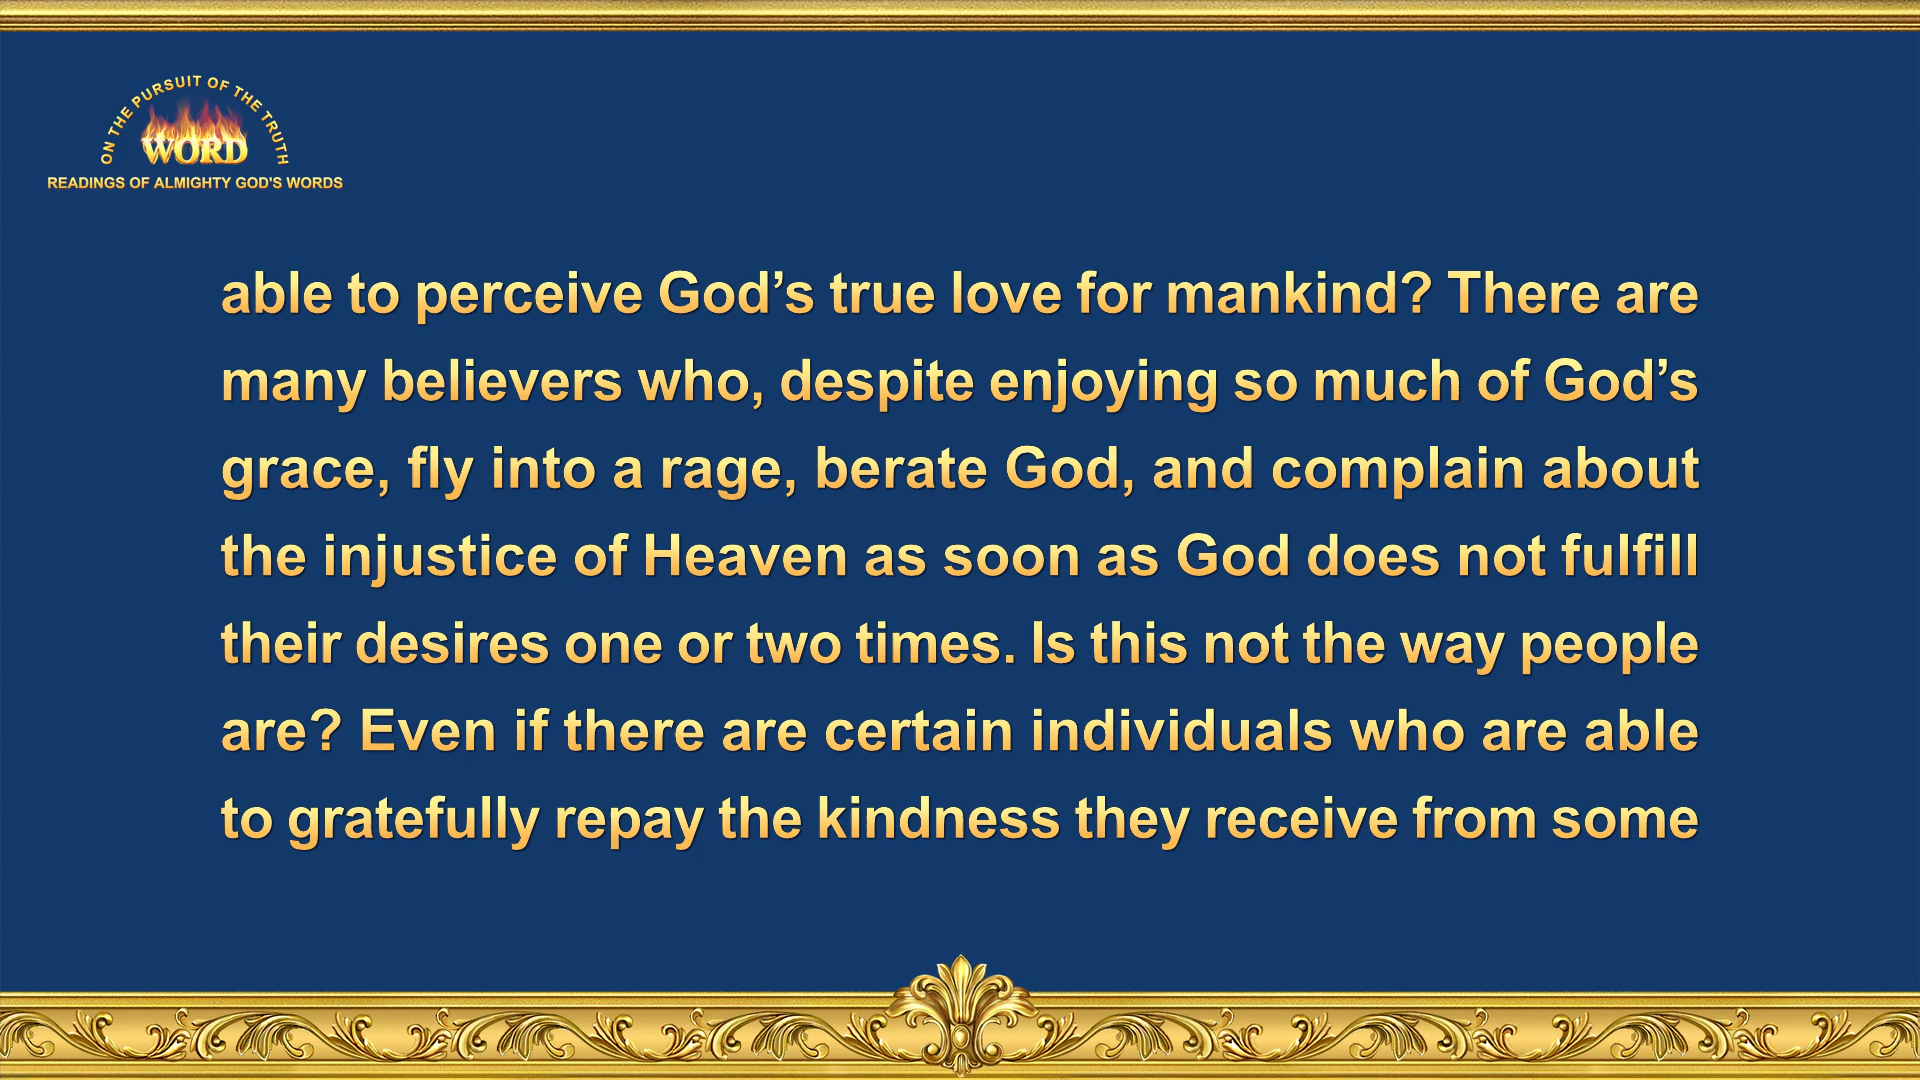 ON THE PURSUIT OF THE TRUTH
WORD
READINGS OF ALMIGHTY GOD'S WORDS
able to perceive God’s true love for mankind? There are
many believers who, despite enjoying so much of God’s
grace, fly into a rage, berate God, and complain about
the injustice of Heaven as soon as God does not fulfill
their desires one or two times. Is this not the way people
are? Even if there are certain individuals who are able
to gratefully repay the kindness they receive from some